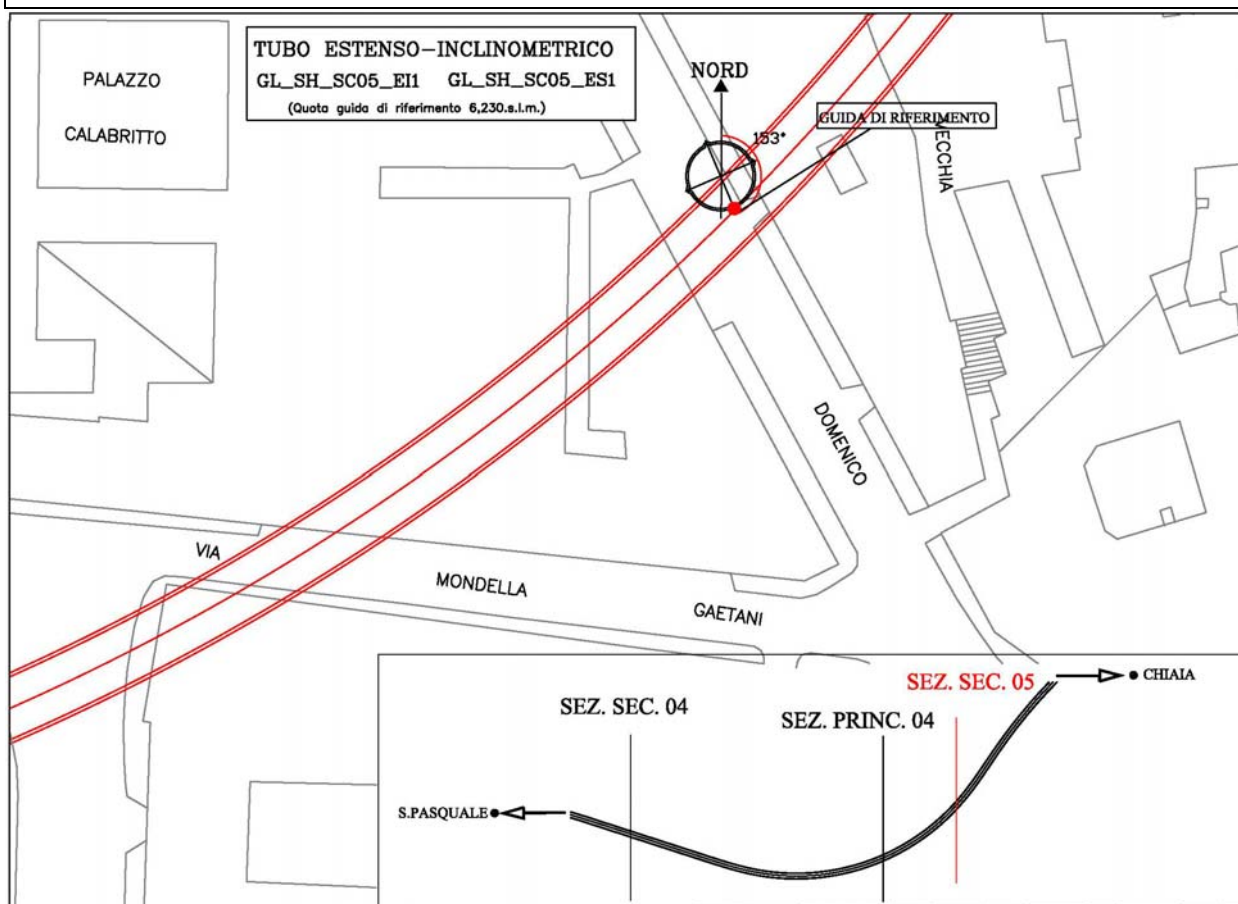 TUBO ESTENSO-INCLINOMETRICO
GL_SH_SC05_EI1 GL_SH_SC05_ES1
(Quota guida di riferimento 6,230.s.l.m.)
PALAZZO
CALABRITTO
NORD
153°
GUIDA DI RIFERIMENTO
VECCHIA
DOMENICO
VIA
MONDELLA
GAETANI
SEZ. SEC. 04
SEZ. PRINC. 04
SEZ. SEC. 05
CHIAIA
S.PASQUALE